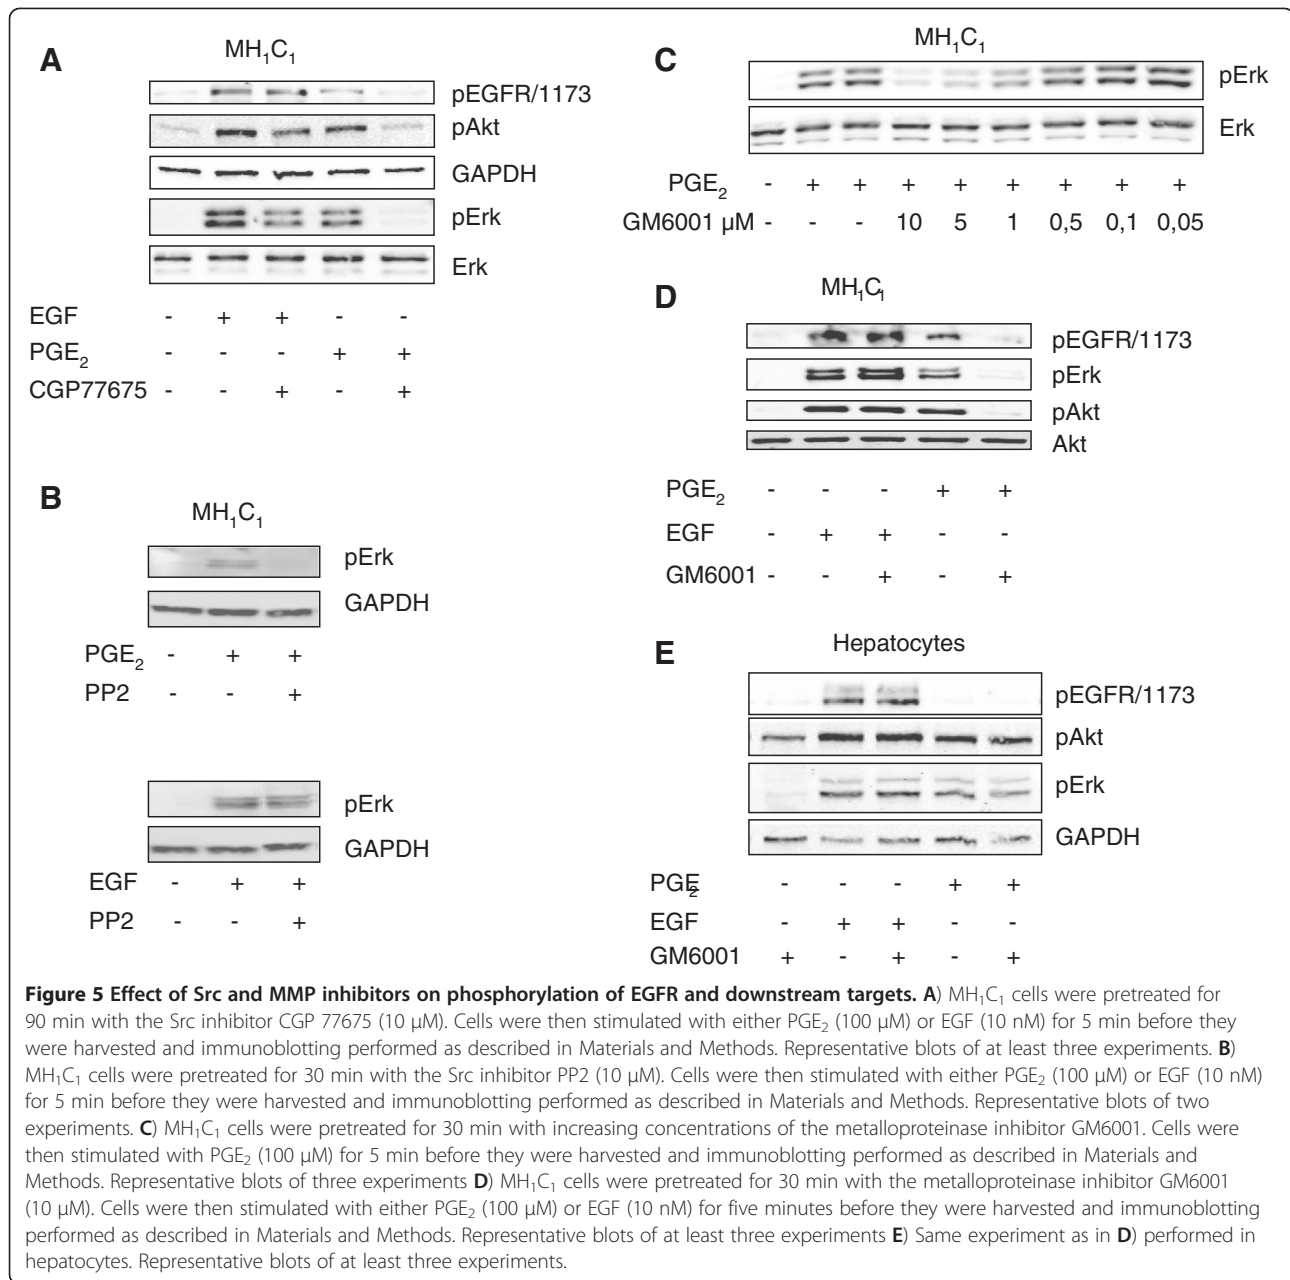 A
MH₁C₁
pEGFR/1173
pAkt
GAPDH
pErk
Erk
EGF - + + - -
PGE₂ - - - + +
CGP77675 - - + - +
B
MH₁C₁
pErk
GAPDH
PGE₂ - + +
PP2 - - +
pErk
GAPDH
EGF - + +
PP2 - - +
C
MH₁C₁
pErk
Erk
PGE₂ - + + + + + + + +
GM6001 µM - - - 10 5 1 0,5 0,1 0,05
D
MH₁C₁
pEGFR/1173
pErk
pAkt
Akt
PGE₂ - - - + +
EGF - + + - -
GM6001 - - + - +
E
Hepatocytes
pEGFR/1173
pAkt
pErk
GAPDH
PGE₂ - - - + +
EGF - + + - -
GM6001 + - + - +
Figure 5 Effect of Src and MMP inhibitors on phosphorylation of EGFR and downstream targets. A) MH₁C₁ cells were pretreated for
90 min with the Src inhibitor CGP 77675 (10 µM). Cells were then stimulated with either PGE₂ (100 µM) or EGF (10 nM) for 5 min before they
were harvested and immunoblotting performed as described in Materials and Methods. Representative blots of at least three experiments. B)
MH₁C₁ cells were pretreated for 30 min with the Src inhibitor PP2 (10 µM). Cells were then stimulated with either PGE₂ (100 µM) or EGF (10 nM)
for 5 min before they were harvested and immunoblotting performed as described in Materials and Methods. Representative blots of two
experiments. C) MH₁C₁ cells were pretreated for 30 min with increasing concentrations of the metalloproteinase inhibitor GM6001. Cells were
then stimulated with PGE₂ (100 µM) for 5 min before they were harvested and immunoblotting performed as described in Materials and
Methods. Representative blots of three experiments D) MH₁C₁ cells were pretreated for 30 min with the metalloproteinase inhibitor GM6001
(10 µM). Cells were then stimulated with either PGE₂ (100 µM) or EGF (10 nM) for five minutes before they were harvested and immunoblotting
performed as described in Materials and Methods. Representative blots of at least three experiments E) Same experiment as in D) performed in
hepatocytes. Representative blots of at least three experiments.